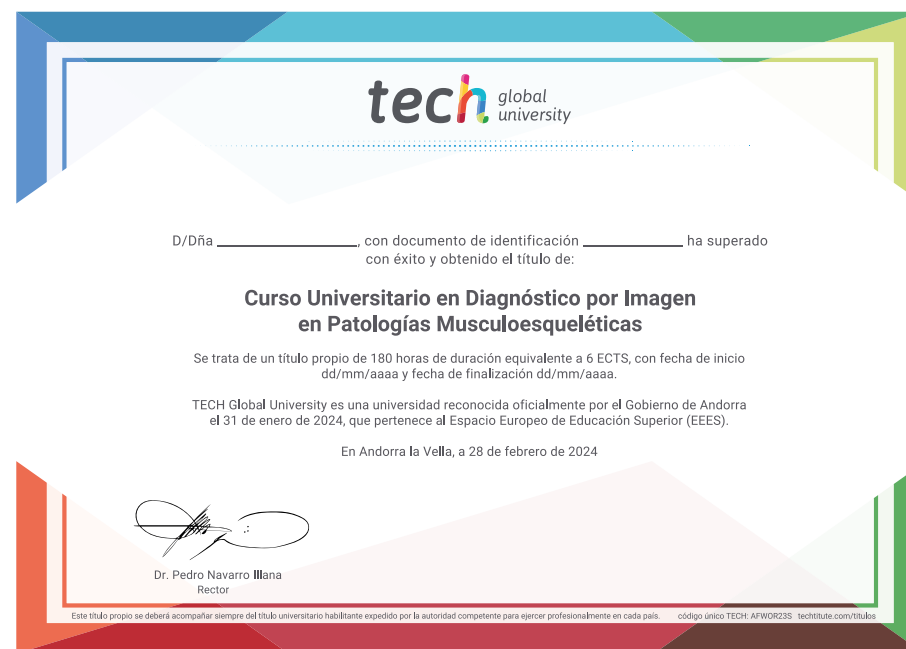 tech global university
D/Dña ____________________, con documento de identificación ______________ ha superado
con éxito y obtenido el título de:
Curso Universitario en Diagnóstico por Imagen
en Patologías Musculoesqueléticas
Se trata de un título propio de 180 horas de duración equivalente a 6 ECTS, con fecha de inicio
dd/mm/aaaa y fecha de finalización dd/mm/aaaa.
TECH Global University es una universidad reconocida oficialmente por el Gobierno de Andorra
el 31 de enero de 2024, que pertenece al Espacio Europeo de Educación Superior (EEES).
En Andorra la Vella, a 28 de febrero de 2024
Dr. Pedro Navarro Illana
Rector
Este título propio se deberá acompañar siempre del título universitario habilitante expedido por la autoridad competente para ejercer profesionalmente en cada país. código único TECH: AFWOR23S techtitute.com/titulos